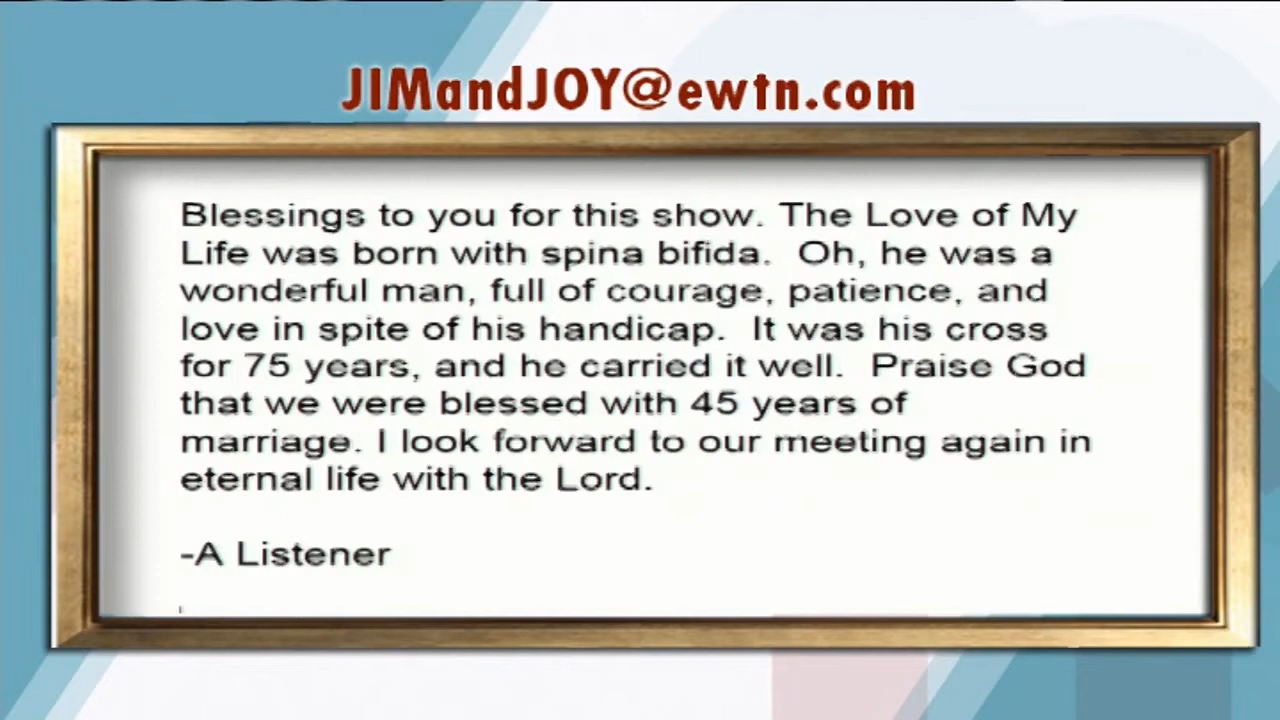 JIMandJOY@ewtn.com
Blessings to you for this show. The Love of My
Life was born with spina bifida.  Oh, he was a
wonderful man, full of courage, patience, and
love in spite of his handicap.  It was his cross
for 75 years, and he carried it well.  Praise God
that we were blessed with 45 years of
marriage. I look forward to our meeting again in
eternal life with the Lord.
-A Listener